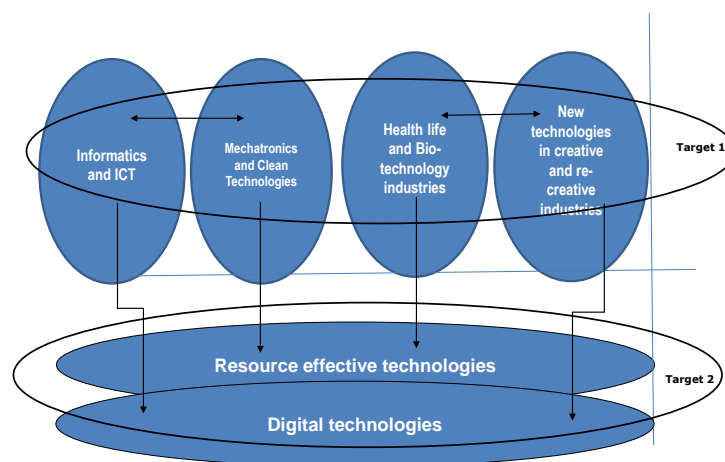 Informatics
and ICT
Mechatronics
and Clean
Technologies
Health life
and Bio-
technology
industries
New
technologies
in creative
and re-
creative
industries
Target 1
Resource effective technologies
Target 2
Digital technologies